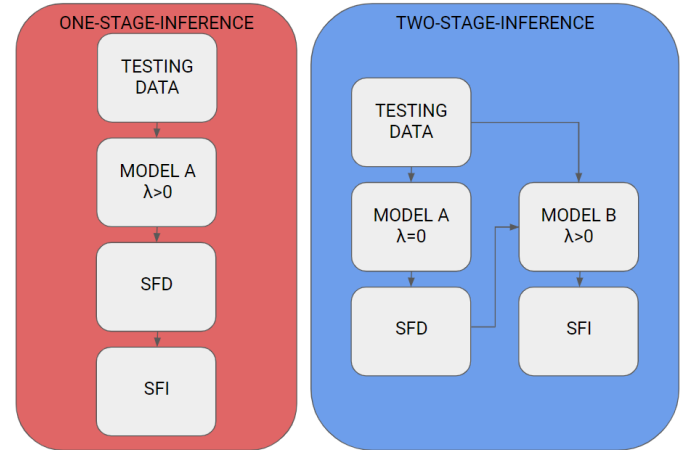 ONE-STAGE-INFERENCE
TESTING
DATA
MODEL A
λ>0
SFD
SFI
TWO-STAGE-INFERENCE
TESTING
DATA
MODEL A
λ=0
SFD
MODEL B
λ>0
SFI